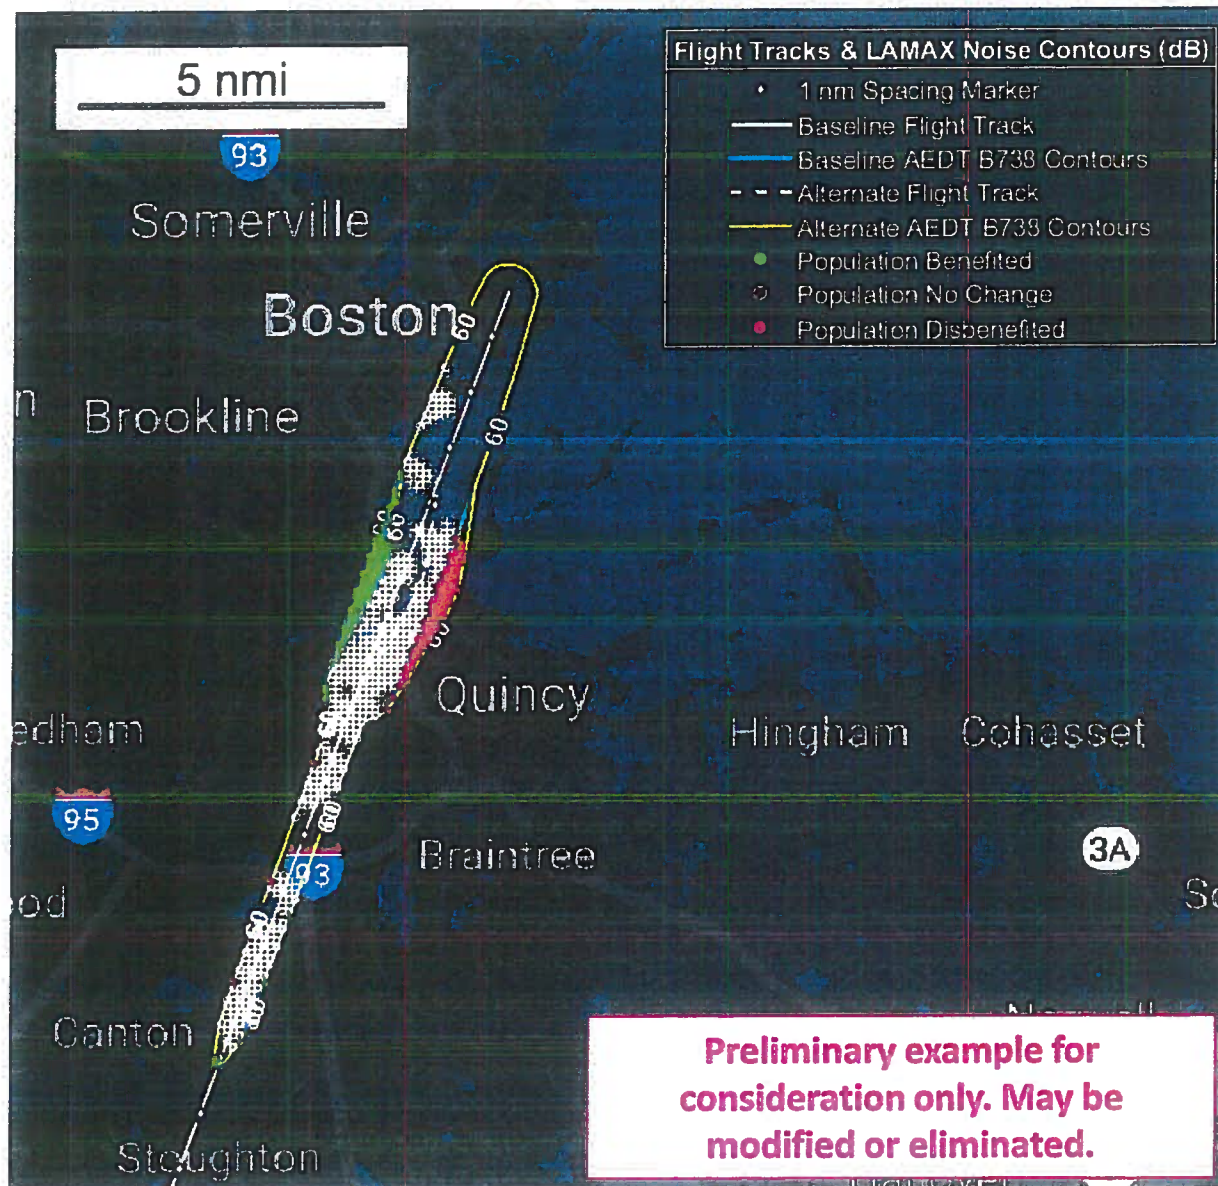 5 nmi
Flight Tracks & LAMAX Noise Contours (dB)
1 nm Spacing Marker
Baseline Flight Track
Baseline AEDT B738 Contours
Alternate Flight Track
Alternate AEDT B738 Contours
Population Benefited
Population No Change
Population Disbenefited
93
Somerville
Boston
60
Brookline
60
60
Quincy
edham
Hingham
Cohasset
95
60
Braintree
3A
93
60
Canton
Preliminary example for
consideration only. May be
modified or eliminated.
Stoughton